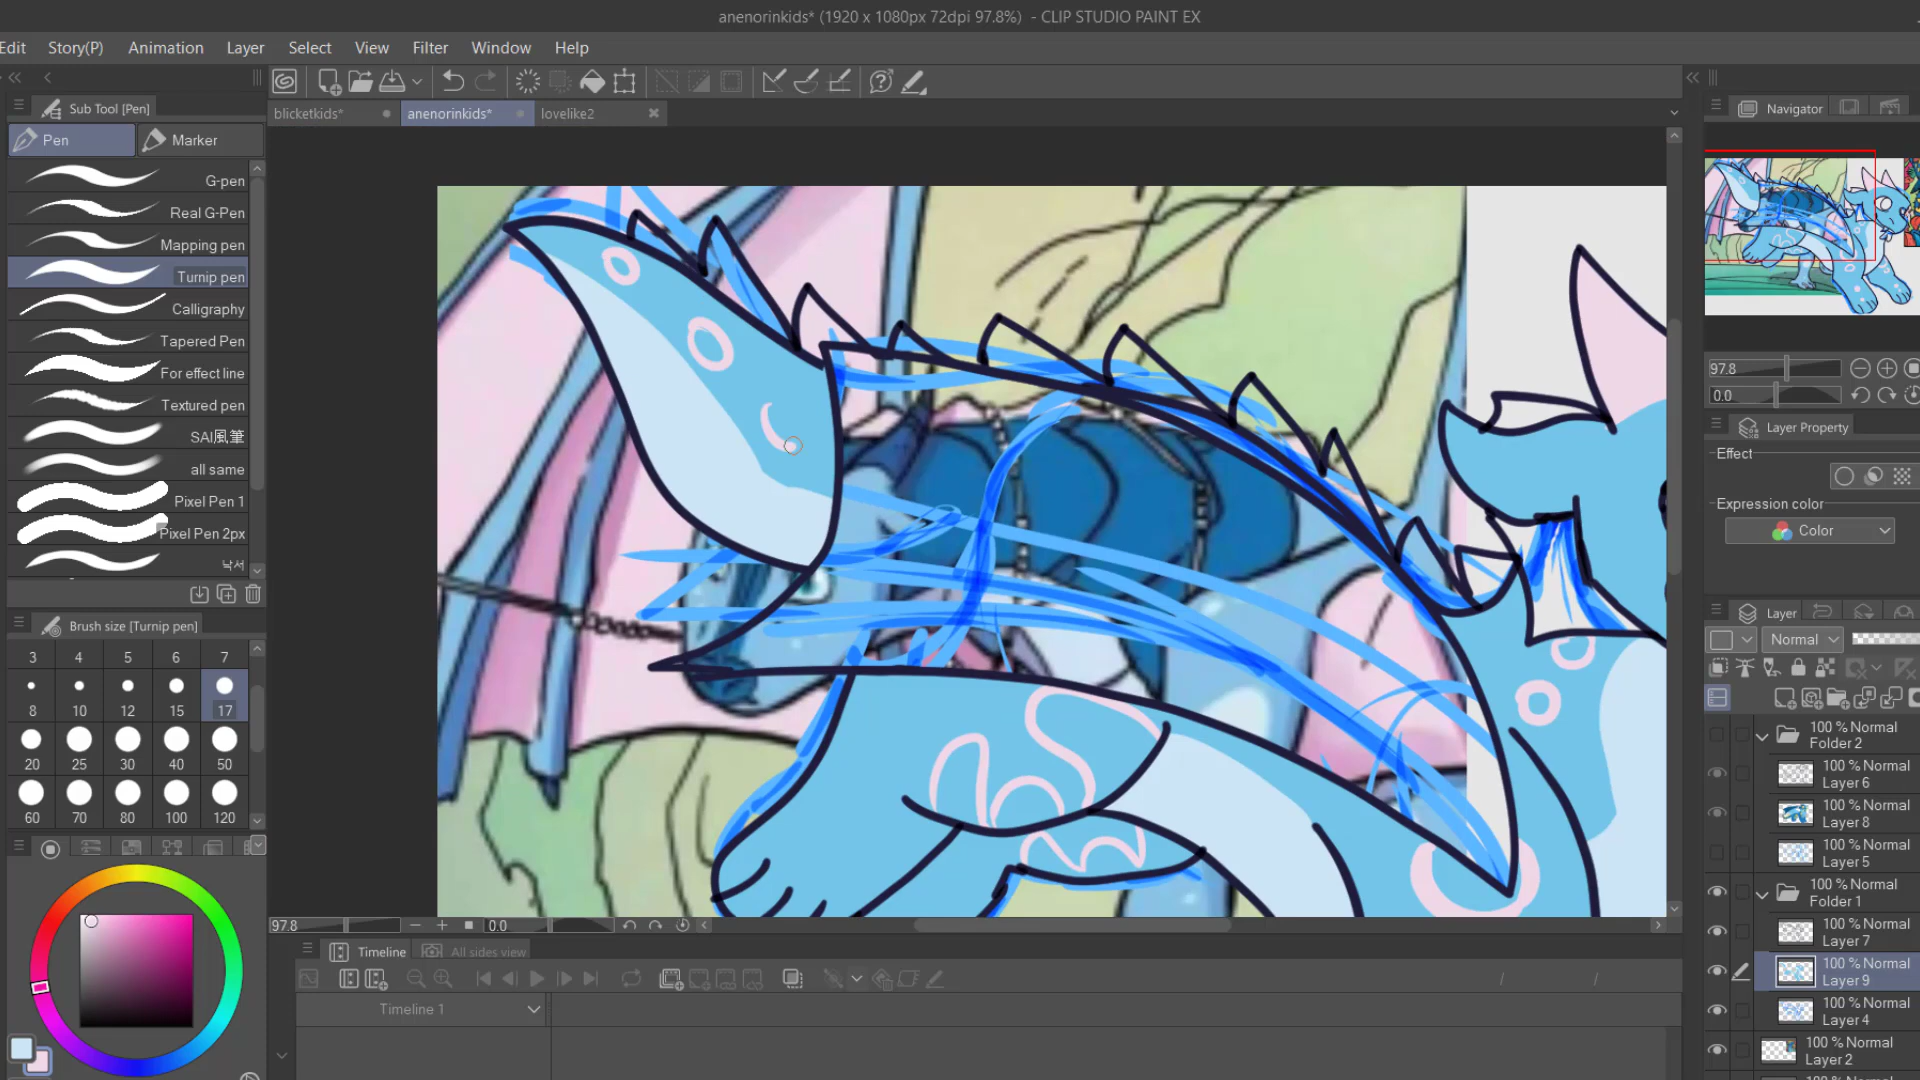 anenorinkids* (1920 x 1080px 72dpi 97.8%) - CLIP STUDIO PAINT EX
Edit Story(P) Animation Layer Select View Filter Window Help
Sub Tool [Pen]
Pen Marker
G-pen
Real G-Pen
Mapping pen
Turnip pen
Calligraphy
Tapered Pen
For effect line
Textured pen
SAI風筆
all same
Pixel Pen 1
Pixel Pen 2px
낙서
Brush size [Turnip pen]
3 4 5 6 7
8 10 12 15 17
20 25 30 40 50
60 70 80 100 120
blicketkids* anenorinkids* lovelike2
97.8 0.0
Timeline All sides view
/ /
Timeline 1
Navigator
97.8
0.0
Layer Property
Effect
Expression color
Color
Layer
Normal
100 % Normal
Folder 2
100 % Normal
Layer 6
100 % Normal
Layer 8
100 % Normal
Layer 5
100 % Normal
Folder 1
100 % Normal
Layer 7
100 % Normal
Layer 9
100 % Normal
Layer 4
100 % Normal
Layer 2